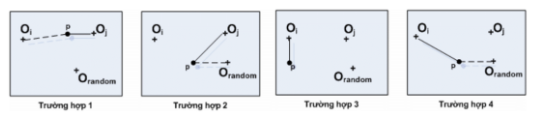 Oi p Oj Orandom
Oi Oj p Orandom
Oi Oj p Orandom
Oi Oj p Orandom
Trường hợp 1 Trường hợp 2 Trường hợp 3 Trường hợp 4